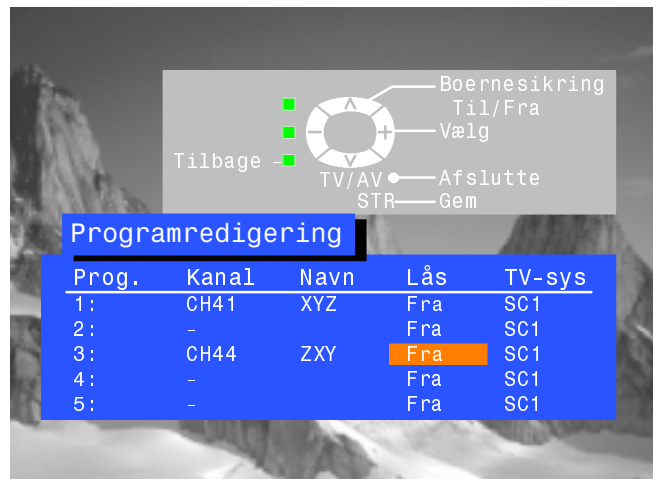 Boernesikring
Til/Fra
Vælg
Tilbage
TV/AV Afslutte
STR Gem
Programredigering
Prog. Kanal Navn Lås TV-sys
1: CH41 XYZ Fra SC1
2: - Fra SC1
3: CH44 ZXY Fra SC1
4: - Fra SC1
5: - Fra SC1